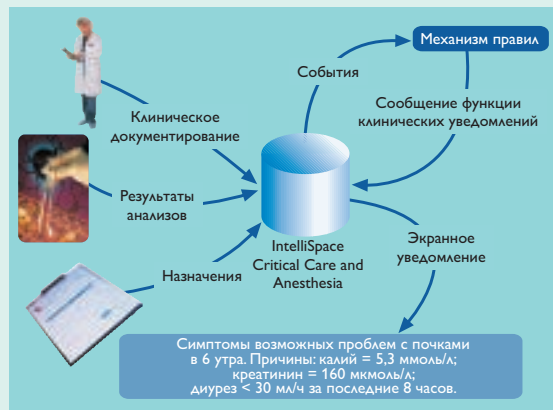 Механизм правил
События
Сообщение функции
клинических уведомлений
Клиническое
документирование
Результаты
анализов
Назначения
IntelliSpace
Critical Care and
Anesthesia
Экранное
уведомление
Симптомы возможных проблем с почками
в 6 утра. Причины: калий = 5,3 ммоль/л;
креатинин = 160 мкмоль/л;
диурез < 30 мл/ч за последние 8 часов.